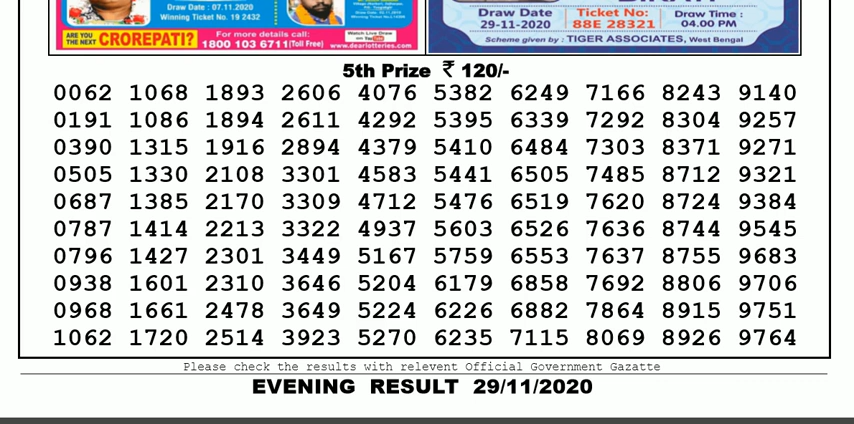 Draw Date : 07.11.2020
Winning Ticket No. 19 2432
ARE YOU THE NEXT CROREPATI?
For more details call:
1800 103 6711(Toll Free)
Watch Live Draw
www.dearlotteries.com
Draw Date
29-11-2020
Ticket No:
88E 28321
Draw Time :
04.00 PM
Scheme given by : TIGER ASSOCIATES, West Bengal
5th Prize ₹ 120/-
0062 1068 1893 2606 4076 5382 6249 7166 8243 9140
0191 1086 1894 2611 4292 5395 6339 7292 8304 9257
0390 1315 1916 2894 4379 5410 6484 7303 8371 9271
0505 1330 2108 3301 4583 5441 6505 7485 8712 9321
0687 1385 2170 3309 4712 5476 6519 7620 8724 9384
0787 1414 2213 3322 4937 5603 6526 7636 8744 9545
0796 1427 2301 3449 5167 5759 6553 7637 8755 9683
0938 1601 2310 3646 5204 6179 6858 7692 8806 9706
0968 1661 2478 3649 5224 6226 6882 7864 8915 9751
1062 1720 2514 3923 5270 6235 7115 8069 8926 9764
Please check the results with relevent Official Government Gazatte
EVENING RESULT 29/11/2020